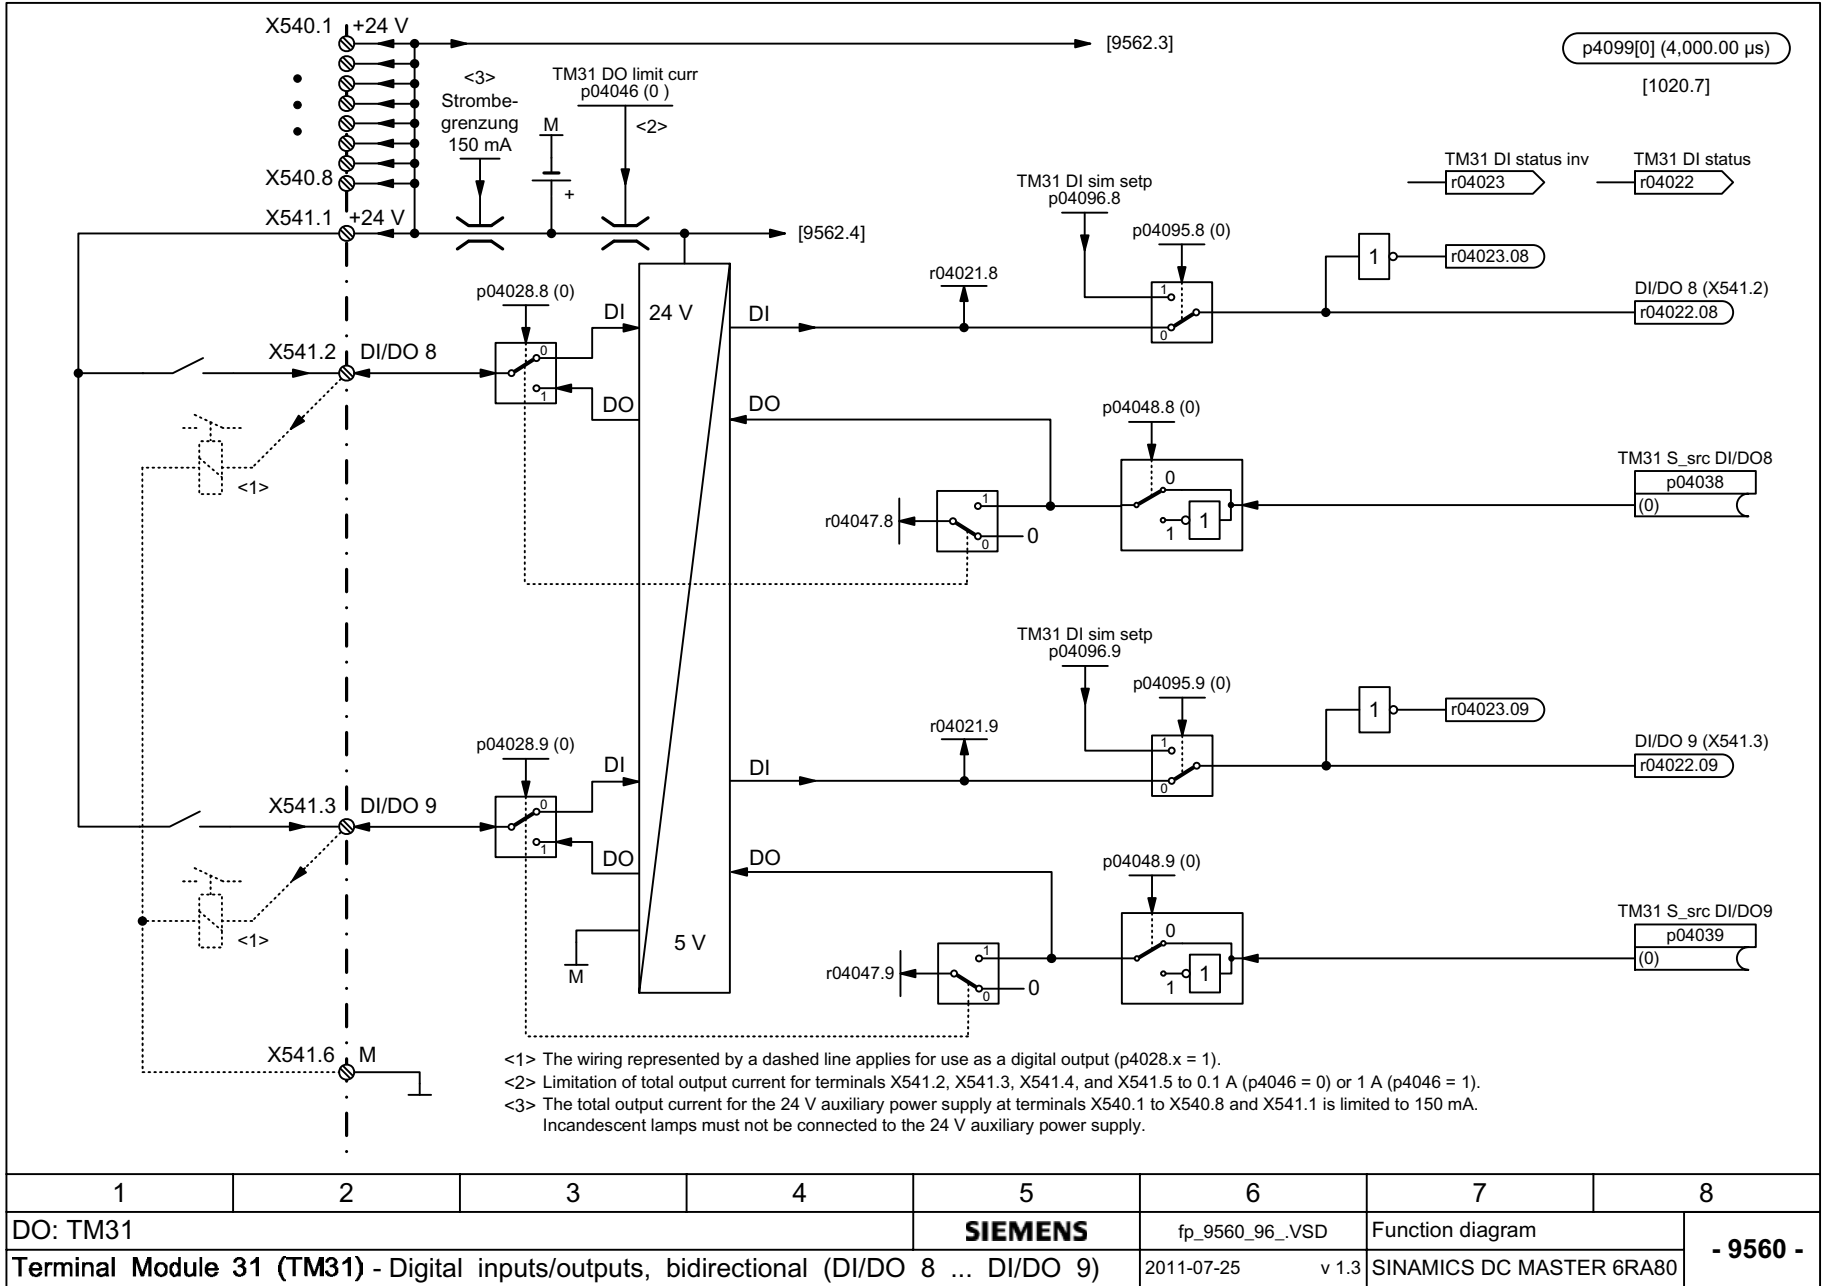 X540.1 +24 V
[9562.3]
p4099[0] (4,000.00 µs)
[1020.7]
<3>
Strombe-
grenzung
150 mA
TM31 DO limit curr
p04046 (0 )
<2>
M
+
X540.8
X541.1 +24 V
[9562.4]
TM31 DI status inv
r04023
TM31 DI status
r04022
TM31 DI sim setp
p04096.8
p04095.8 (0)
1
0
1
r04023.08
DI/DO 8 (X541.2)
r04022.08
r04021.8
p04028.8 (0)
DI
24 V
DI
X541.2 DI/DO 8
0
1
DO
DO
<1>
p04048.8 (0)
0
1
1
TM31 S_src DI/DO8
p04038
(0)
r04047.8
1
0
0
TM31 DI sim setp
p04096.9
p04095.9 (0)
1
0
1
r04023.09
DI/DO 9 (X541.3)
r04022.09
r04021.9
p04028.9 (0)
DI
DI
X541.3 DI/DO 9
0
1
DO
DO
<1>
p04048.9 (0)
0
1
1
TM31 S_src DI/DO9
p04039
(0)
5 V
M
r04047.9
1
0
0
X541.6 M
<1> The wiring represented by a dashed line applies for use as a digital output (p4028.x = 1).
<2> Limitation of total output current for terminals X541.2, X541.3, X541.4, and X541.5 to 0.1 A (p4046 = 0) or 1 A (p4046 = 1).
<3> The total output current for the 24 V auxiliary power supply at terminals X540.1 to X540.8 and X541.1 is limited to 150 mA.
Incandescent lamps must not be connected to the 24 V auxiliary power supply.
1 2 3 4 5 6 7 8
DO: TM31
SIEMENS
fp_9560_96_.VSD
Function diagram
- 9560 -
Terminal Module 31 (TM31) - Digital inputs/outputs, bidirectional (DI/DO 8 ... DI/DO 9)
2011-07-25 v 1.3
SINAMICS DC MASTER 6RA80